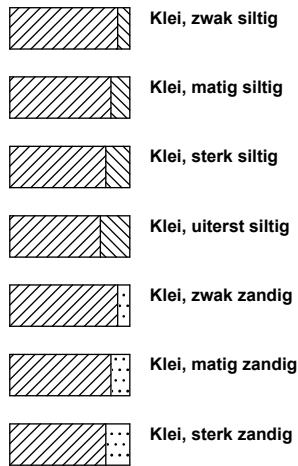 Klei, zwak siltig
Klei, matig siltig
Klei, sterk siltig
Klei, uiterst siltig
Klei, zwak zandig
Klei, matig zandig
Klei, sterk zandig